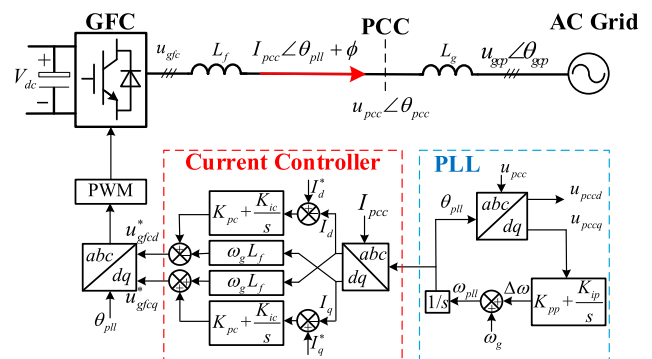 GFC
PCC
AC Grid
u_gfc
L_f
I_pcc∠θ_pll + ϕ
L_g
u_gcp∠θ_gcp
V_dc
+
−
u_pcc∠θ_pcc
Current Controller
PLL
PWM
K_pc + K_ic/s
I_d^*
I_d
I_pcc
θ_pll
u_pcc
abc
dq
u_pccd
u_pccq
u_gfcd^*
ω_g L_f
abc
dq
ω_g L_f
abc
dq
u_gfcq^*
1/s
ω_pll
Δω
K_pp + K_ip/s
θ_pll
K_pc + K_ic/s
I_q
I_q^*
ω_g